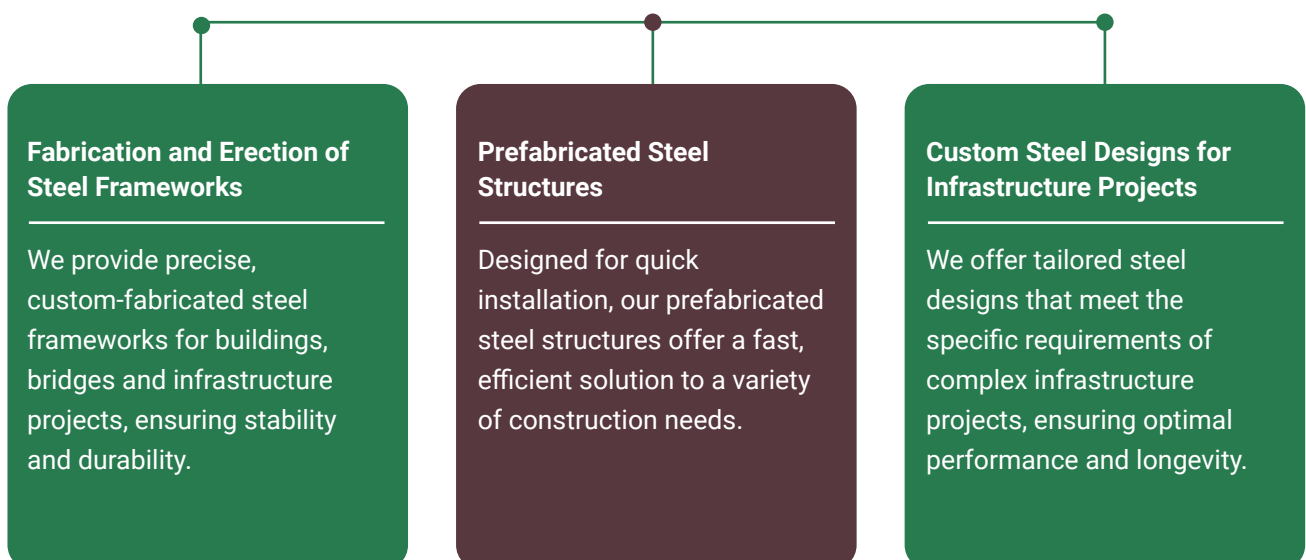 Fabrication and Erection of
Steel Frameworks
We provide precise,
custom-fabricated steel
frameworks for buildings,
bridges and infrastructure
projects, ensuring stability
and durability.
Prefabricated Steel
Structures
Designed for quick
installation, our prefabricated
steel structures offer a fast,
efficient solution to a variety
of construction needs.
Custom Steel Designs for
Infrastructure Projects
We offer tailored steel
designs that meet the
specific requirements of
complex infrastructure
projects, ensuring optimal
performance and longevity.